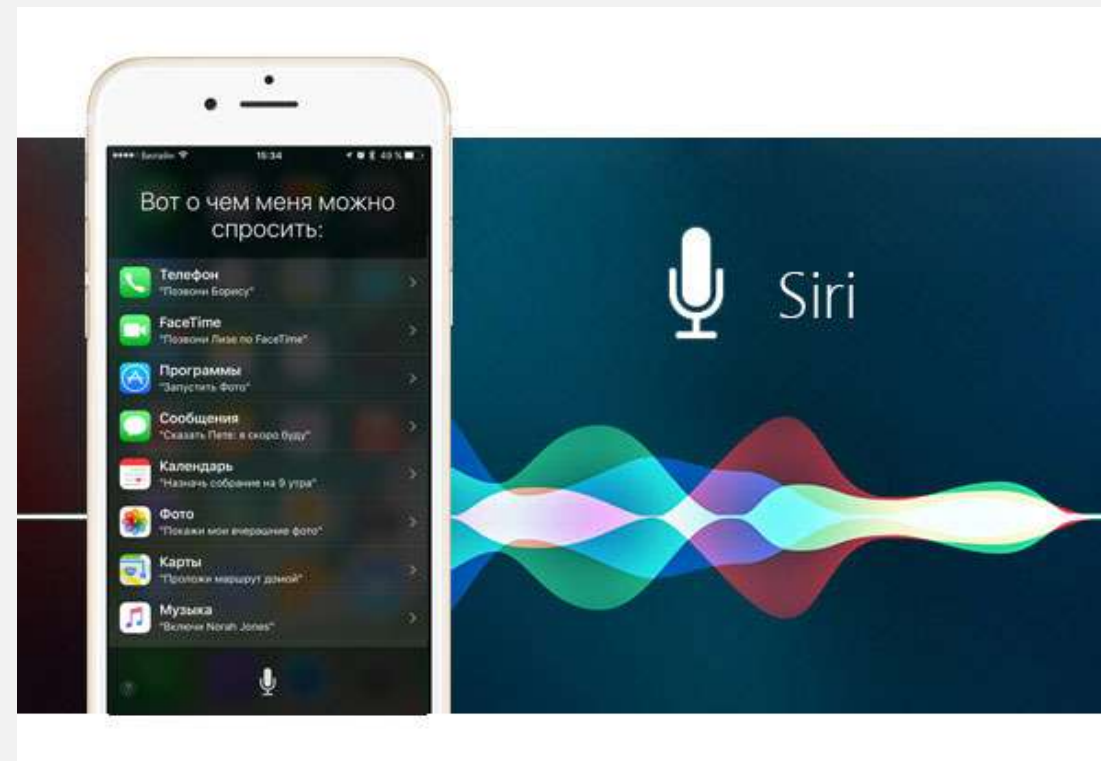 Билайн 15:34 49 %
Вот о чем меня можно
спросить:
Телефон
"Позвони Борису"
FaceTime
"Позвони Лизе по FaceTime"
Программы
"Запустить Фото"
Сообщения
"Сказать Пете: я скоро буду"
Календарь
"Назначь собрание на 9 утра"
Фото
"Покажи мои вчерашние фото"
Карты
"Проложи маршрут домой"
Музыка
"Включи Norah Jones"
?
Siri